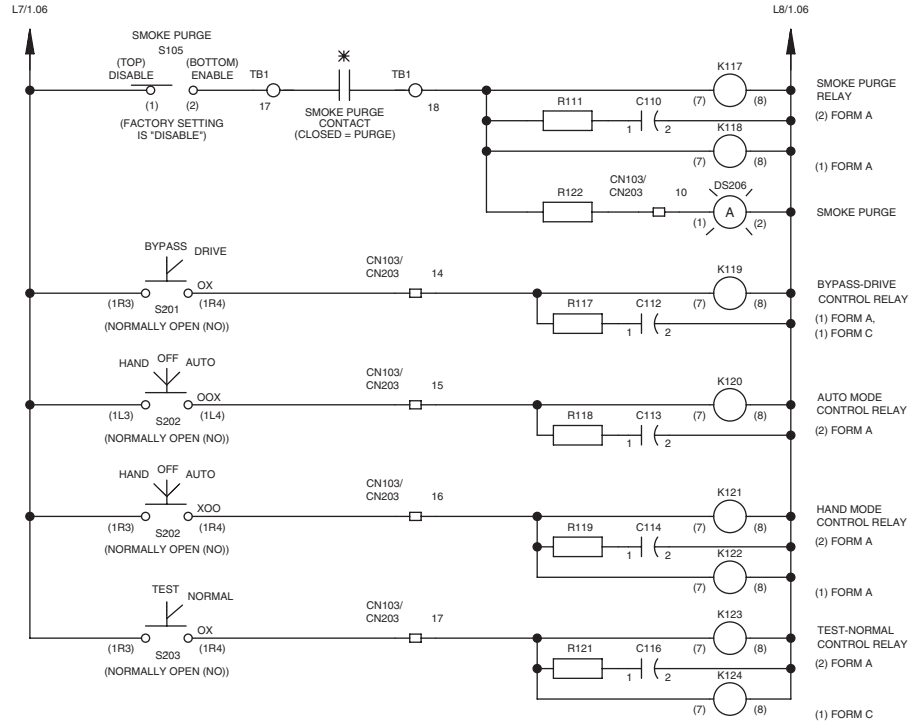 L7/1.06
L8/1.06
SMOKE PURGE
S105
(TOP)
DISABLE
(BOTTOM)
ENABLE
(1)
(2)
(FACTORY SETTING
IS "DISABLE")
TB1
17
*
SMOKE PURGE
CONTACT
(CLOSED = PURGE)
TB1
18
K117
(7)
(8)
SMOKE PURGE
RELAY
(2) FORM A
R111
C110
1
2
K118
(7)
(8)
(1) FORM A
R122
CN103/
CN203
10
DS206
A
(1)
(2)
SMOKE PURGE
BYPASS
DRIVE
OX
(1R3)
(1R4)
S201
(NORMALLY OPEN (NO))
CN103/
CN203
14
K119
(7)
(8)
BYPASS-DRIVE
CONTROL RELAY
(1) FORM A,
(1) FORM C
R117
C112
1
2
HAND
OFF
AUTO
OOX
(1L3)
(1L4)
S202
(NORMALLY OPEN (NO))
CN103/
CN203
15
K120
(7)
(8)
AUTO MODE
CONTROL RELAY
(2) FORM A
R118
C113
1
2
HAND
OFF
AUTO
XOO
(1R3)
(1R4)
S202
(NORMALLY OPEN (NO))
CN103/
CN203
16
K121
(7)
(8)
HAND MODE
CONTROL RELAY
(2) FORM A
R119
C114
1
2
K122
(7)
(8)
(1) FORM A
TEST
NORMAL
OX
(1R3)
(1R4)
S203
(NORMALLY OPEN (NO))
CN103/
CN203
17
K123
(7)
(8)
TEST-NORMAL
CONTROL RELAY
(2) FORM A
R121
C116
1
2
K124
(7)
(8)
(1) FORM C